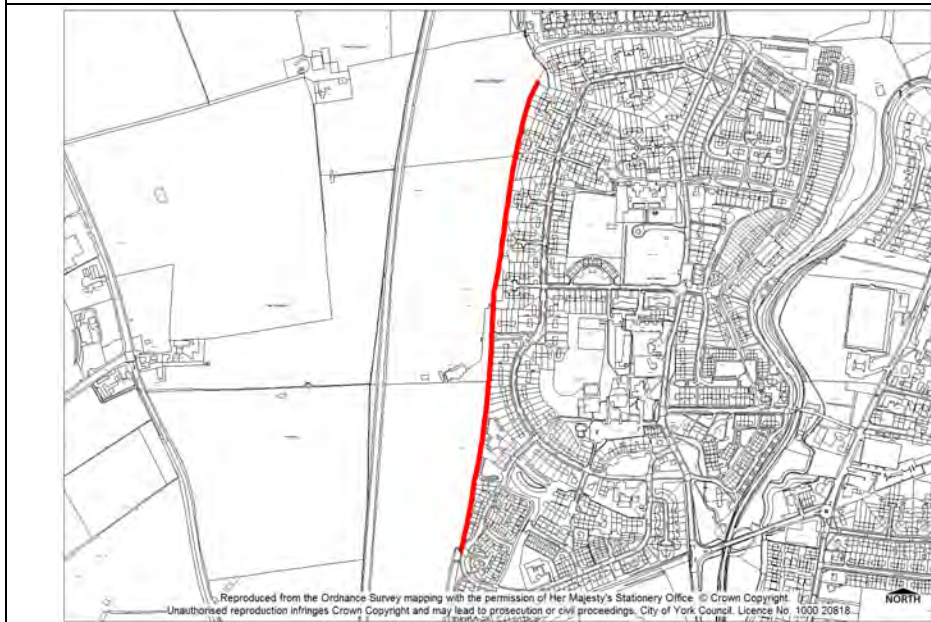 Reproduced from the Ordnance Survey mapping with the permission of Her Majesty's Stationery Office © Crown Copyright.
Unauthorised reproduction infringes Crown Copyright and may lead to prosecution or civil proceedings. City of York Council. Licence No. 1000 20818
NORTH